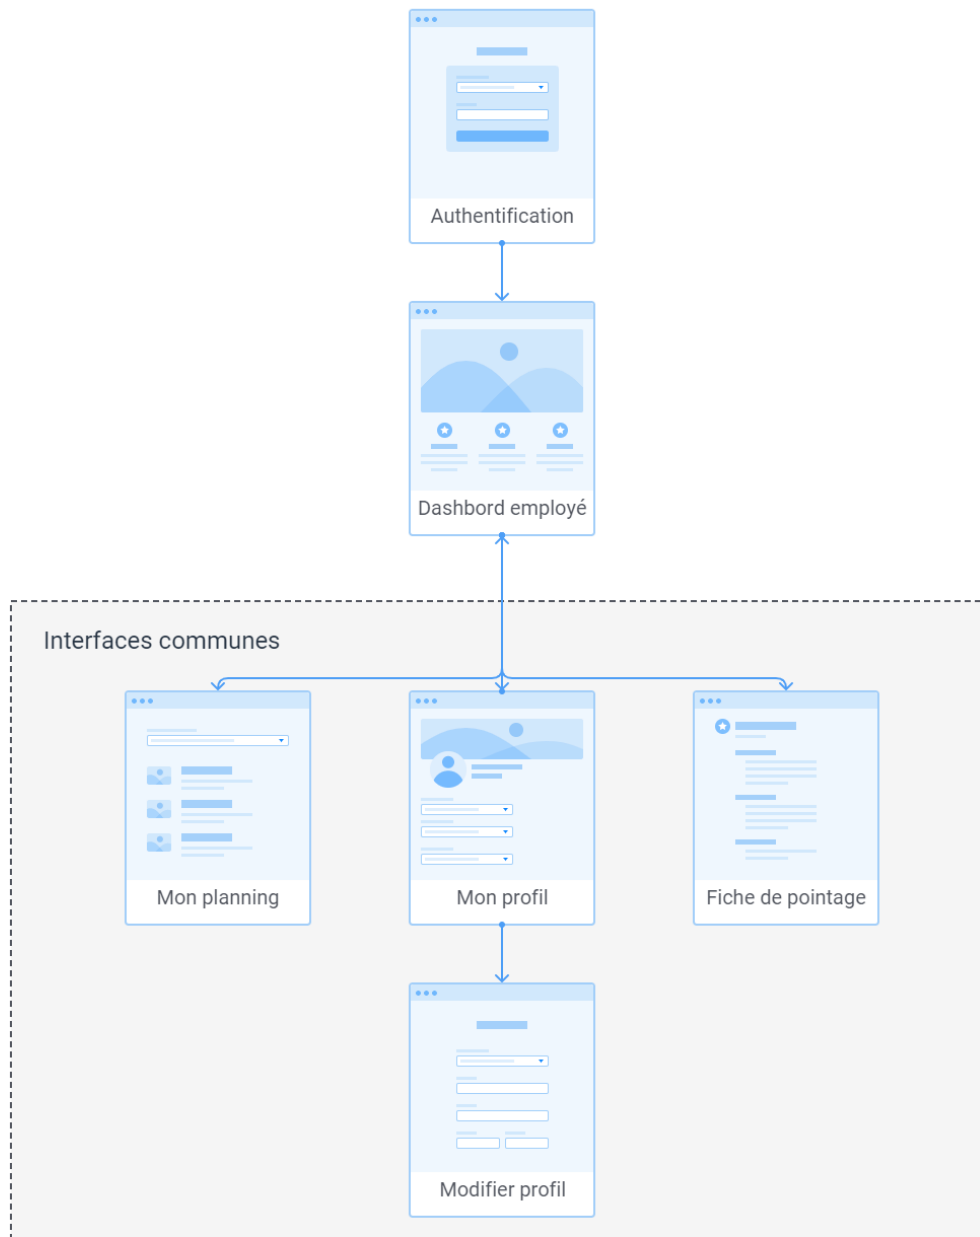 Authentification
Dashbord employé
Interfaces communes
Mon planning
Mon profil
Fiche de pointage
Modifier profil